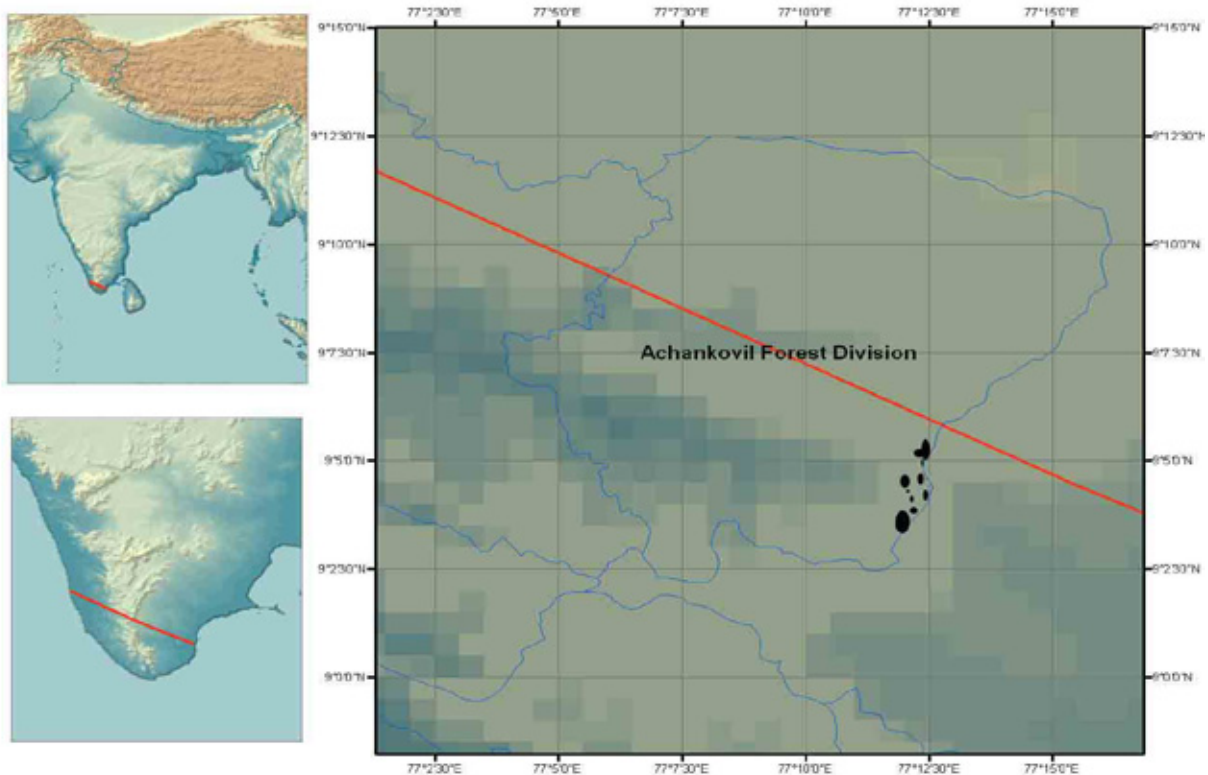 77°2'30"E 77°5'0"E 77°7'30"E 77°10'0"E 77°12'30"E 77°15'0"E
9°15'0"N 9°15'0"N
9°12'30"N 9°12'30"N
9°10'0"N 9°10'0"N
9°7'30"N Achankovil Forest Division 9°7'30"N
9°5'0"N 9°5'0"N
9°2'30"N 9°2'30"N
9°0'0"N 9°0'0"N
77°2'30"E 77°5'0"E 77°7'30"E 77°10'0"E 77°12'30"E 77°15'0"E